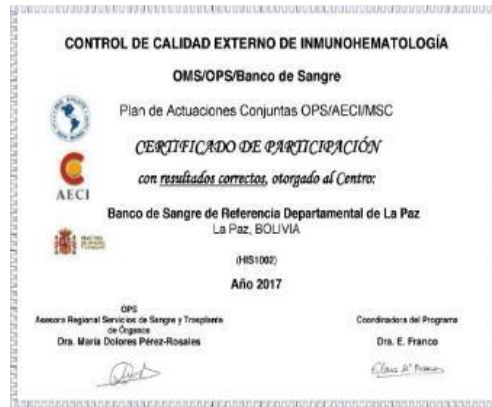 CONTROL DE CALIDAD EXTERNO DE INMUNOHEMATOLOGÍA
OMS/OPS/Banco de Sangre
Plan de Actuaciones Conjuntas OPS/AECI/MSC
CERTIFICADO DE PARTICIPACIÓN
con resultados correctos, otorgado al Centro:
AECI
Banco de Sangre de Referencia Departamental de La Paz
La Paz, BOLIVIA
(HIS1002)
Año 2017
OPS
Asesora Regional Servicios de Sangre y Trasplante
de Órganos
Dra. María Dolores Pérez-Rosales
Coordinadora del Programa
Dra. E. Franco